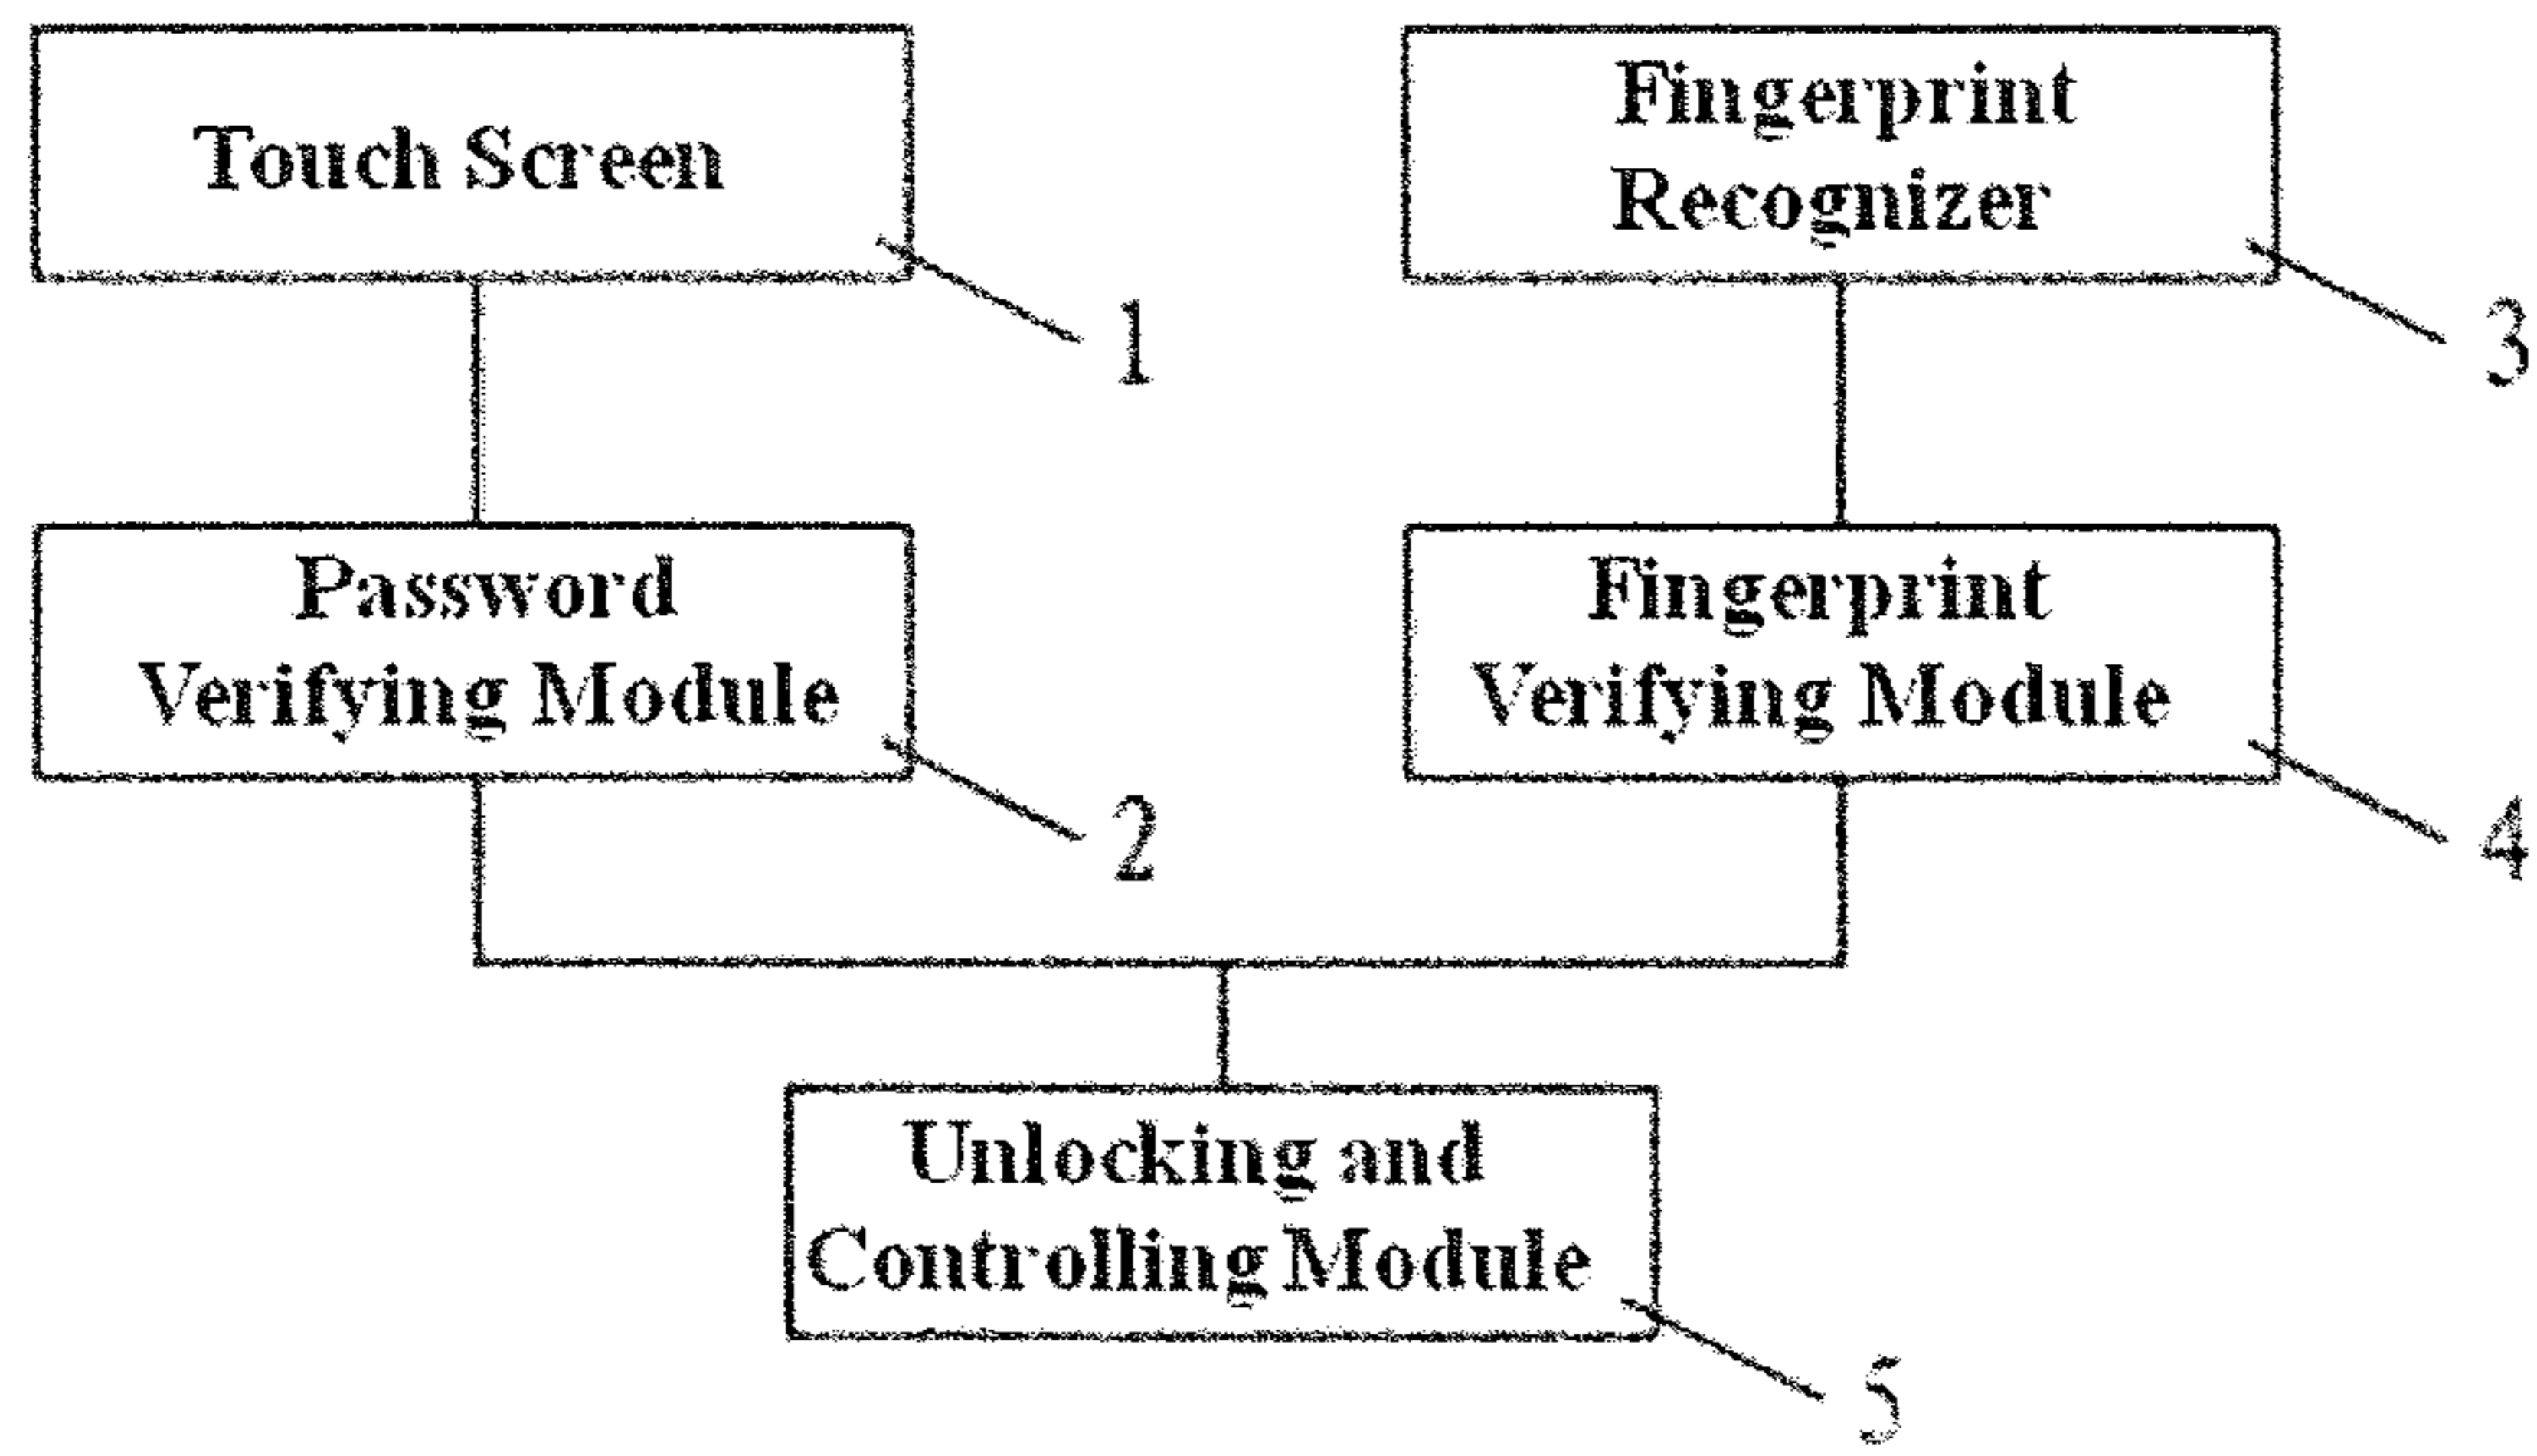 Touch Screen
1
Fingerprint
Recognizer
3
Password
Verifying Module
2
Fingerprint
Verifying Module
4
Unlocking and
Controlling Module
5